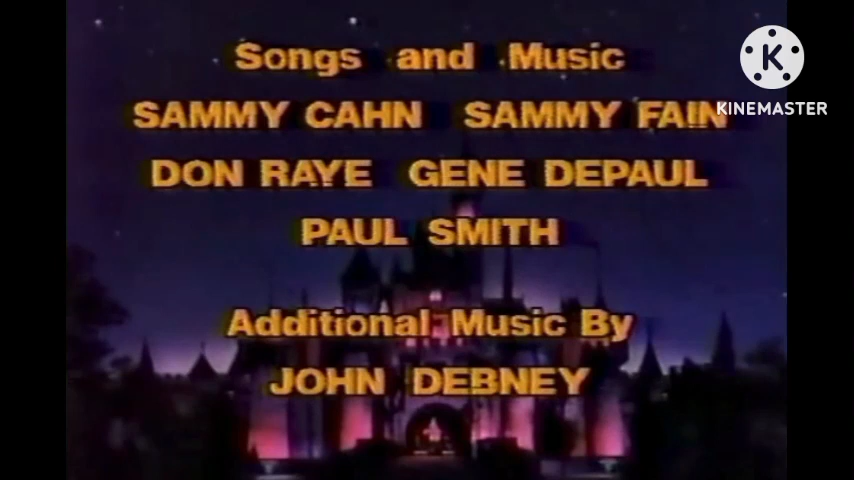 Songs and Music
SAMMY CAHN SAMMY FAIN
DON RAYE GENE DEPAUL
PAUL SMITH
Additional Music By
JOHN DEBNEY
K
KINEMASTER